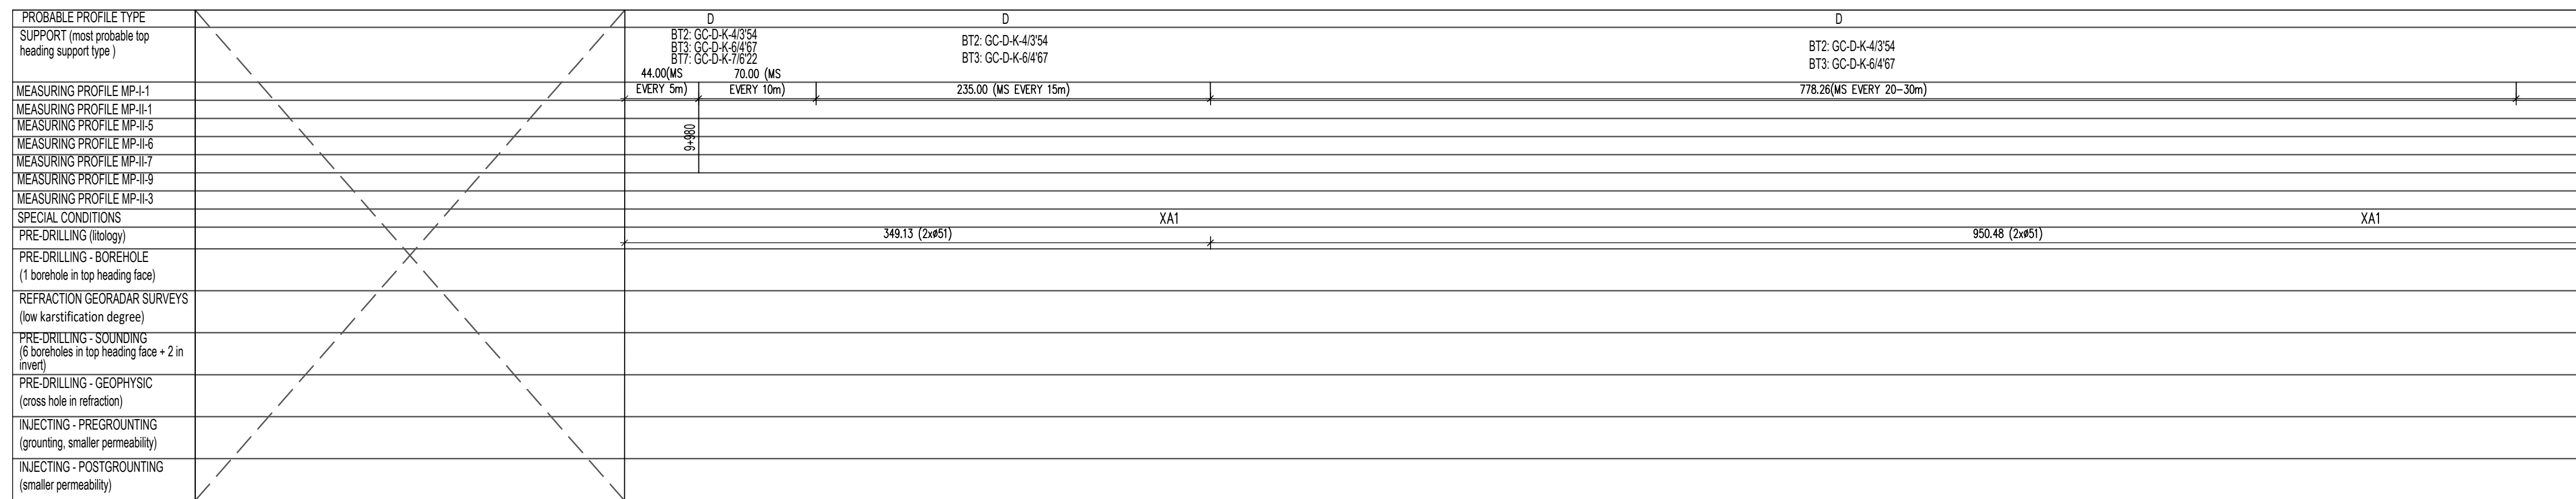 PROBABLE PROFILE TYPE
D
D
D
SUPPORT (most probable top
heading support type )
BT2: GC-D-K-4/3'54
BT3: GC-D-K-6/4'67
BT7: GC-D-K-7/6'22
BT2: GC-D-K-4/3'54
BT3: GC-D-K-6/4'67
BT2: GC-D-K-4/3'54
BT3: GC-D-K-6/4'67
44.00(MS
EVERY 5m)
70.00 (MS
EVERY 10m)
MEASURING PROFILE MP-I-1
235.00 (MS EVERY 15m)
778.26(MS EVERY 20-30m)
MEASURING PROFILE MP-II-1
MEASURING PROFILE MP-II-5
9+980
MEASURING PROFILE MP-II-6
MEASURING PROFILE MP-II-7
MEASURING PROFILE MP-II-9
MEASURING PROFILE MP-II-3
SPECIAL CONDITIONS
XA1
XA1
PRE-DRILLING (litology)
349.13 (2xø51)
950.48 (2xø51)
PRE-DRILLING - BOREHOLE
(1 borehole in top heading face)
REFRACTION GEORADAR SURVEYS
(low karstification degree)
PRE-DRILLING - SOUNDING
(6 boreholes in top heading face + 2 in
invert)
PRE-DRILLING - GEOPHYSIC
(cross hole in refraction)
INJECTING - PREGROUNTING
(grounting, smaller permeability)
INJECTING - POSTGROUNTING
(smaller permeability)